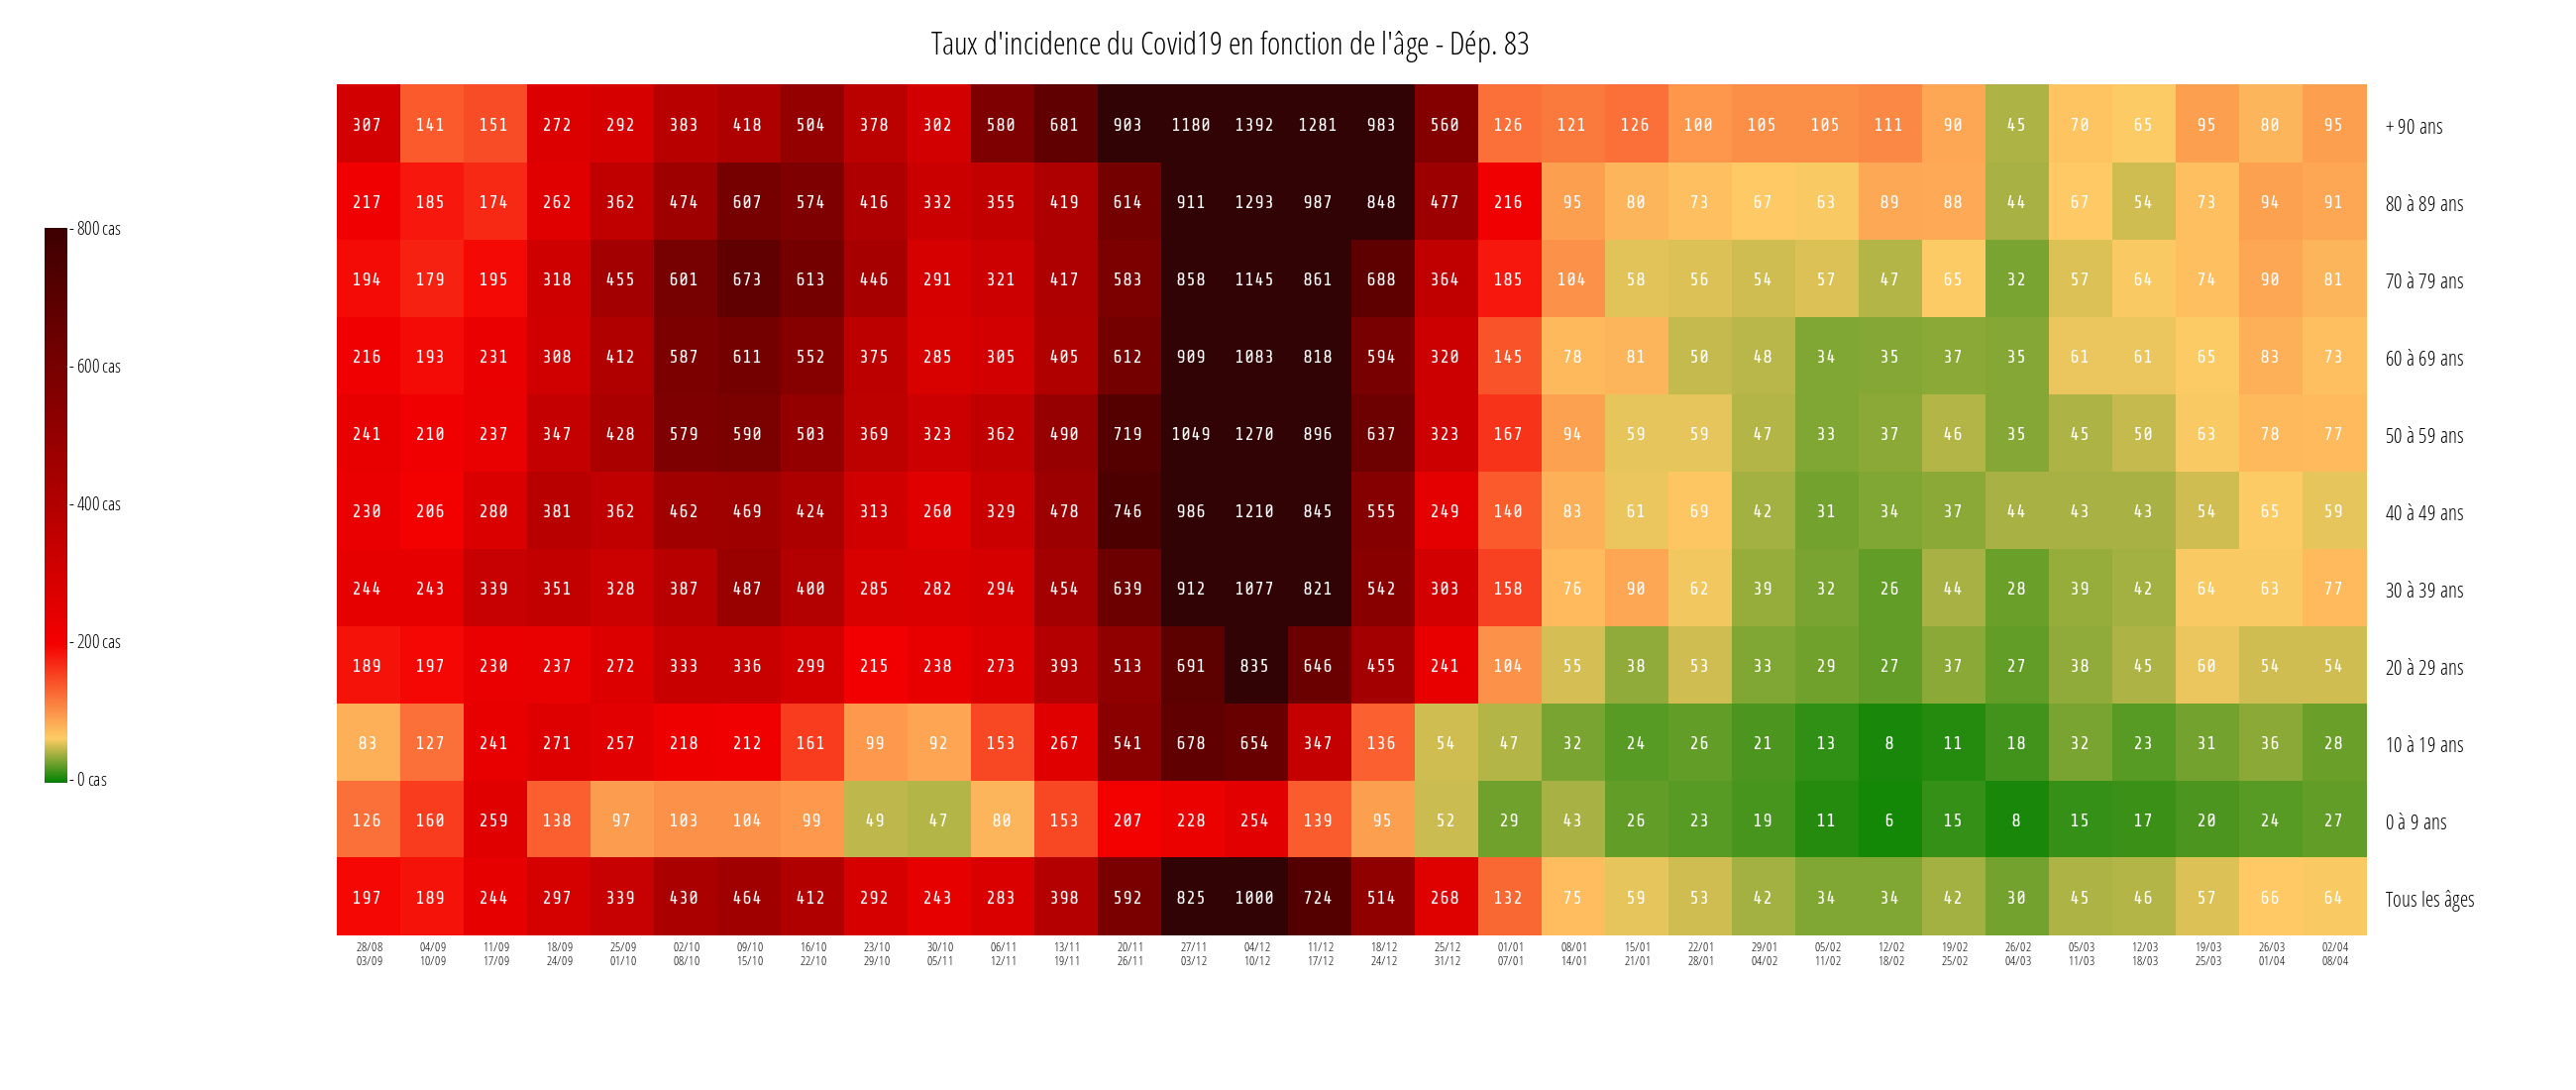 Taux d'incidence du Covid19 en fonction de l'âge - Dép. 83
- 800 cas
- 600 cas
- 400 cas
- 200 cas
- 0 cas
307 141 151 272 292 383 418 504 378 302 580 681 903 1180 1392 1281 983 560 126 121 126 100 105 105 111 90 45 70 65 95 80 95 + 90 ans
217 185 174 262 362 474 607 574 416 332 355 419 614 911 1293 987 848 477 216 95 80 73 67 63 89 88 44 67 54 73 94 91 80 à 89 ans
194 179 195 318 455 601 673 613 446 291 321 417 583 858 1145 861 688 364 185 104 58 56 54 57 47 65 32 57 64 74 90 81 70 à 79 ans
216 193 231 308 412 587 611 552 375 285 305 405 612 909 1083 818 594 320 145 78 81 50 48 34 35 37 35 61 61 65 83 73 60 à 69 ans
241 210 237 347 428 579 590 503 369 323 362 490 719 1049 1270 896 637 323 167 94 59 59 47 33 37 46 35 45 50 63 78 77 50 à 59 ans
230 206 280 381 362 462 469 424 313 260 329 478 746 986 1210 845 555 249 140 83 61 69 42 31 34 37 44 43 43 54 65 59 40 à 49 ans
244 243 339 351 328 387 487 400 285 282 294 454 639 912 1077 821 542 303 158 76 90 62 39 32 26 44 28 39 42 64 63 77 30 à 39 ans
189 197 230 237 272 333 336 299 215 238 273 393 513 691 835 646 455 241 104 55 38 53 33 29 27 37 27 38 45 60 54 54 20 à 29 ans
83 127 241 271 257 218 212 161 99 92 153 267 541 678 654 347 136 54 47 32 24 26 21 13 8 11 18 32 23 31 36 28 10 à 19 ans
126 160 259 138 97 103 104 99 49 47 80 153 207 228 254 139 95 52 29 43 26 23 19 11 6 15 8 15 17 20 24 27 0 à 9 ans
197 189 244 297 339 430 464 412 292 243 283 398 592 825 1000 724 514 268 132 75 59 53 42 34 34 42 30 45 46 57 66 64 Tous les âges
28/08 04/09 11/09 18/09 25/09 02/10 09/10 16/10 23/10 30/10 06/11 13/11 20/11 27/11 04/12 11/12 18/12 25/12 01/01 08/01 15/01 22/01 29/01 05/02 12/02 19/02 26/02 05/03 12/03 19/03 26/03 02/04
03/09 10/09 17/09 24/09 01/10 08/10 15/10 22/10 29/10 05/11 12/11 19/11 26/11 03/12 10/12 17/12 24/12 31/12 07/01 14/01 21/01 28/01 04/02 11/02 18/02 25/02 04/03 11/03 18/03 25/03 01/04 08/04